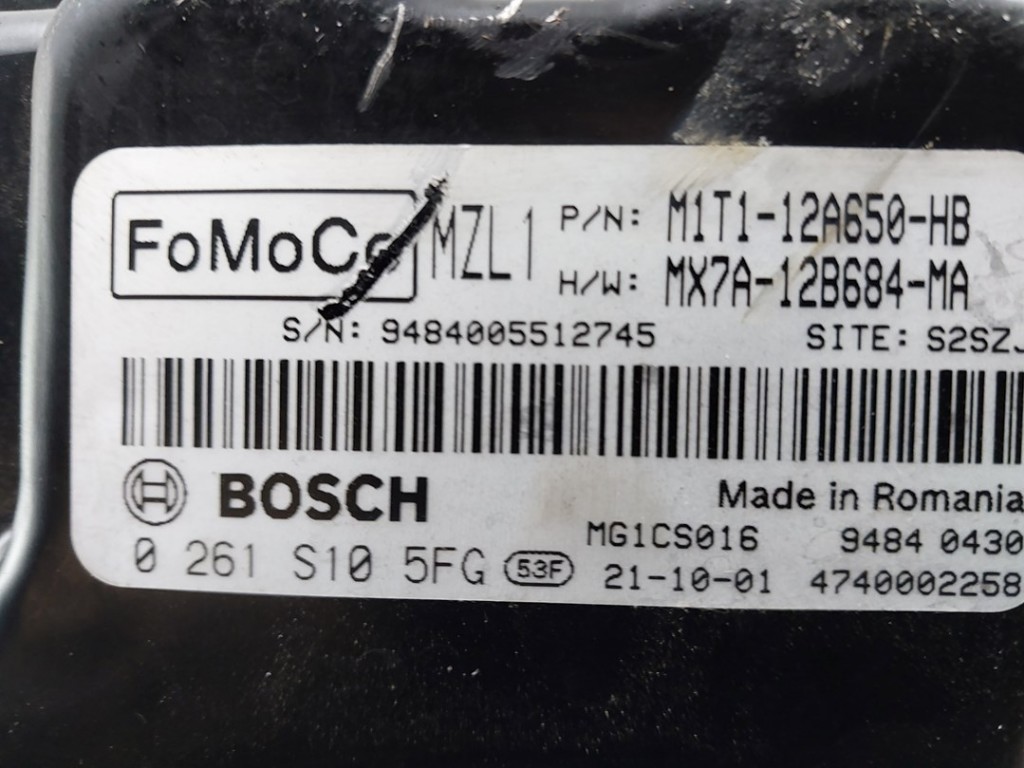 FoMoCo MZL1 P/N: M1T1-12A650-HB
H/W: MX7A-12B684-MA
S/N: 9484005512745 SITE: S2SZJ
BOSCH Made in Romania
MG1CS016 9484 0430
0 261 S10 5FG 53F 21-10-01 4740002258